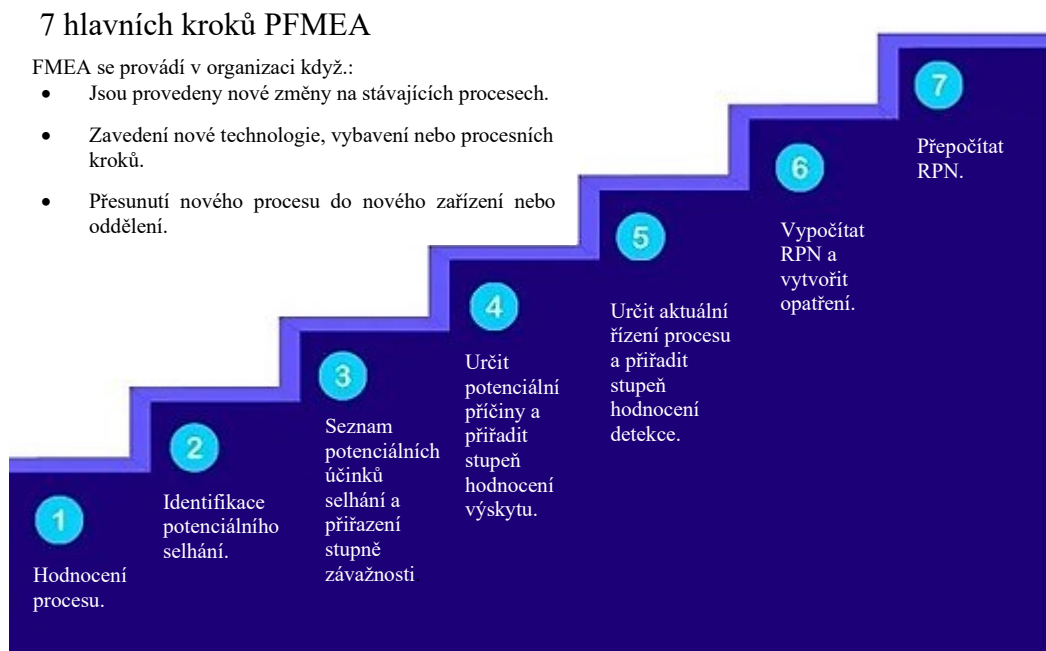 7 hlavních kroků PFMEA
FMEA se provádí v organizaci když.:
• Jsou provedeny nové změny na stávajících procesech.
• Zavedení nové technologie, vybavení nebo procesních
kroků.
• Přesunutí nového procesu do nového zařízení nebo
oddělení.
1
Hodnocení
procesu.
2
Identifikace
potenciálního
selhání.
3
Seznam
potenciálních
účinků
selhání a
přiřazení
stupně
závažnosti
4
Určit
potenciální
příčiny a
přiřadit
stupeň
hodnocení
výskytu.
5
Určit aktuální
řízení procesu
a přiřadit
stupeň
hodnocení
detekce.
6
Vypočítat
RPN a
vytvořit
opatření.
7
Přepočítat
RPN.